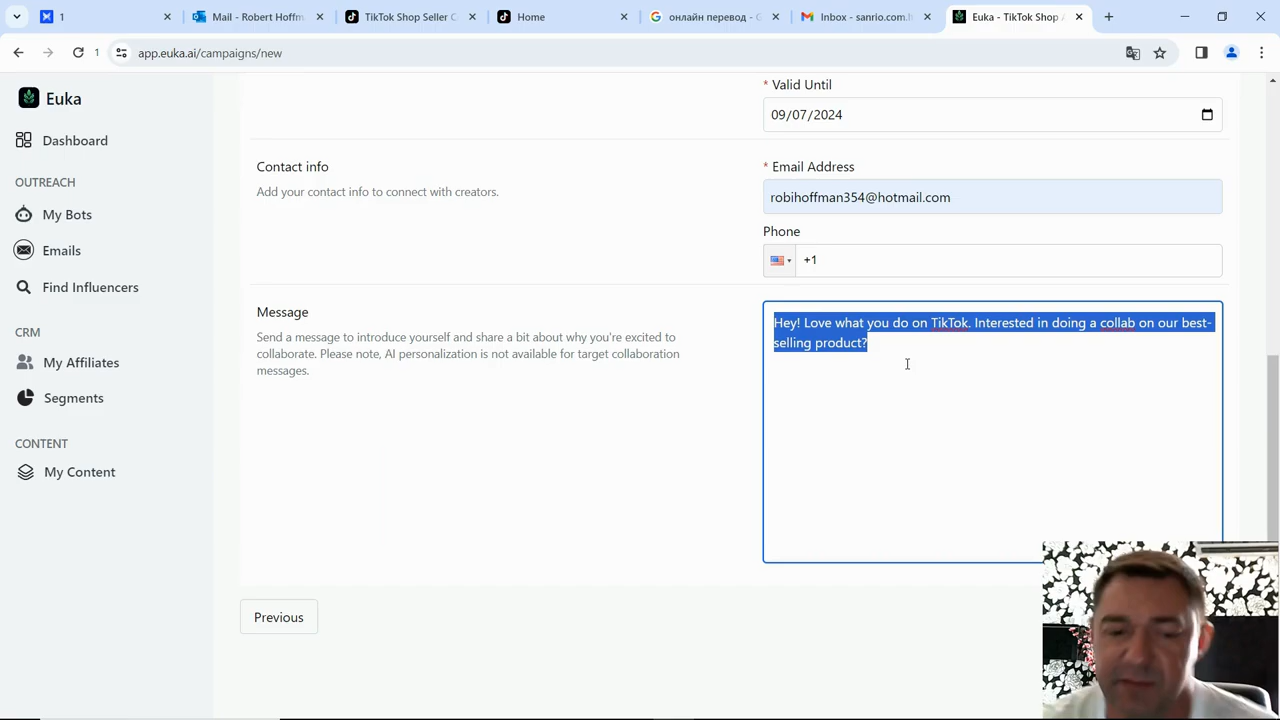 1
Mail - Robert Hoffm
TikTok Shop Seller C
Home
онлайн перевод - G
Inbox - sanrio.com.h
Euka - TikTok Shop A
1
app.euka.ai/campaigns/new
Euka
Dashboard
OUTREACH
My Bots
Emails
Find Influencers
CRM
My Affiliates
Segments
CONTENT
My Content
* Valid Until
09/07/2024
Contact info
Add your contact info to connect with creators.
* Email Address
robihoffman354@hotmail.com
Phone
+1
Message
Send a message to introduce yourself and share a bit about why you're excited to
collaborate. Please note, AI personalization is not available for target collaboration
messages.
Hey! Love what you do on TikTok. Interested in doing a collab on our best-
selling product?
Previous